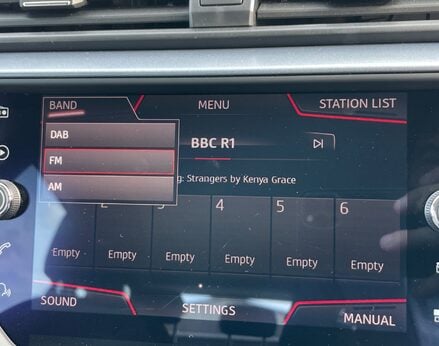 BAND MENU STATION LIST
DAB
FM
AM
BBC R1
g: Strangers by Kenya Grace
2 3 4 5 6
Empty Empty Empty Empty Empty Empty
SOUND SETTINGS MANUAL